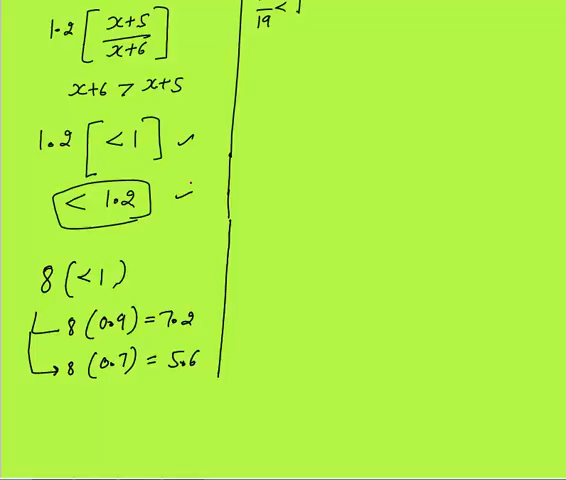 1.2 [ x+5 / x+6 ]
x+6 > x+5
1.2 [ < 1 ] ✓
< 1.2 ✓
8 ( < 1 )
8 (0.9) = 7.2
→ 8 (0.7) = 5.6
19 <